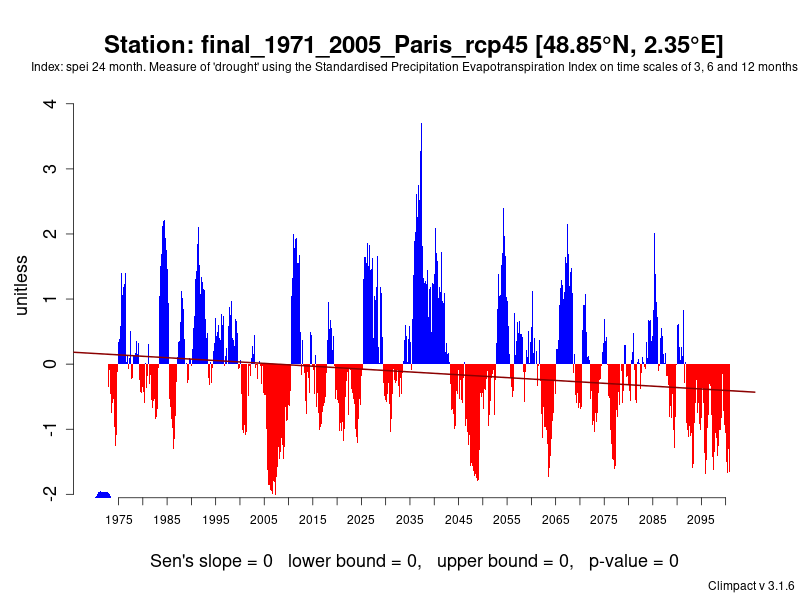 Station: final_1971_2005_Paris_rcp45 [48.85°N, 2.35°E]
Index: spei 24 month. Measure of 'drought' using the Standardised Precipitation Evapotranspiration Index on time scales of 3, 6 and 12 months
unitless
4
3
2
1
0
-1
-2
1975 1985 1995 2005 2015 2025 2035 2045 2055 2065 2075 2085 2095
Sen's slope = 0 lower bound = 0, upper bound = 0, p-value = 0
Climpact v 3.1.6